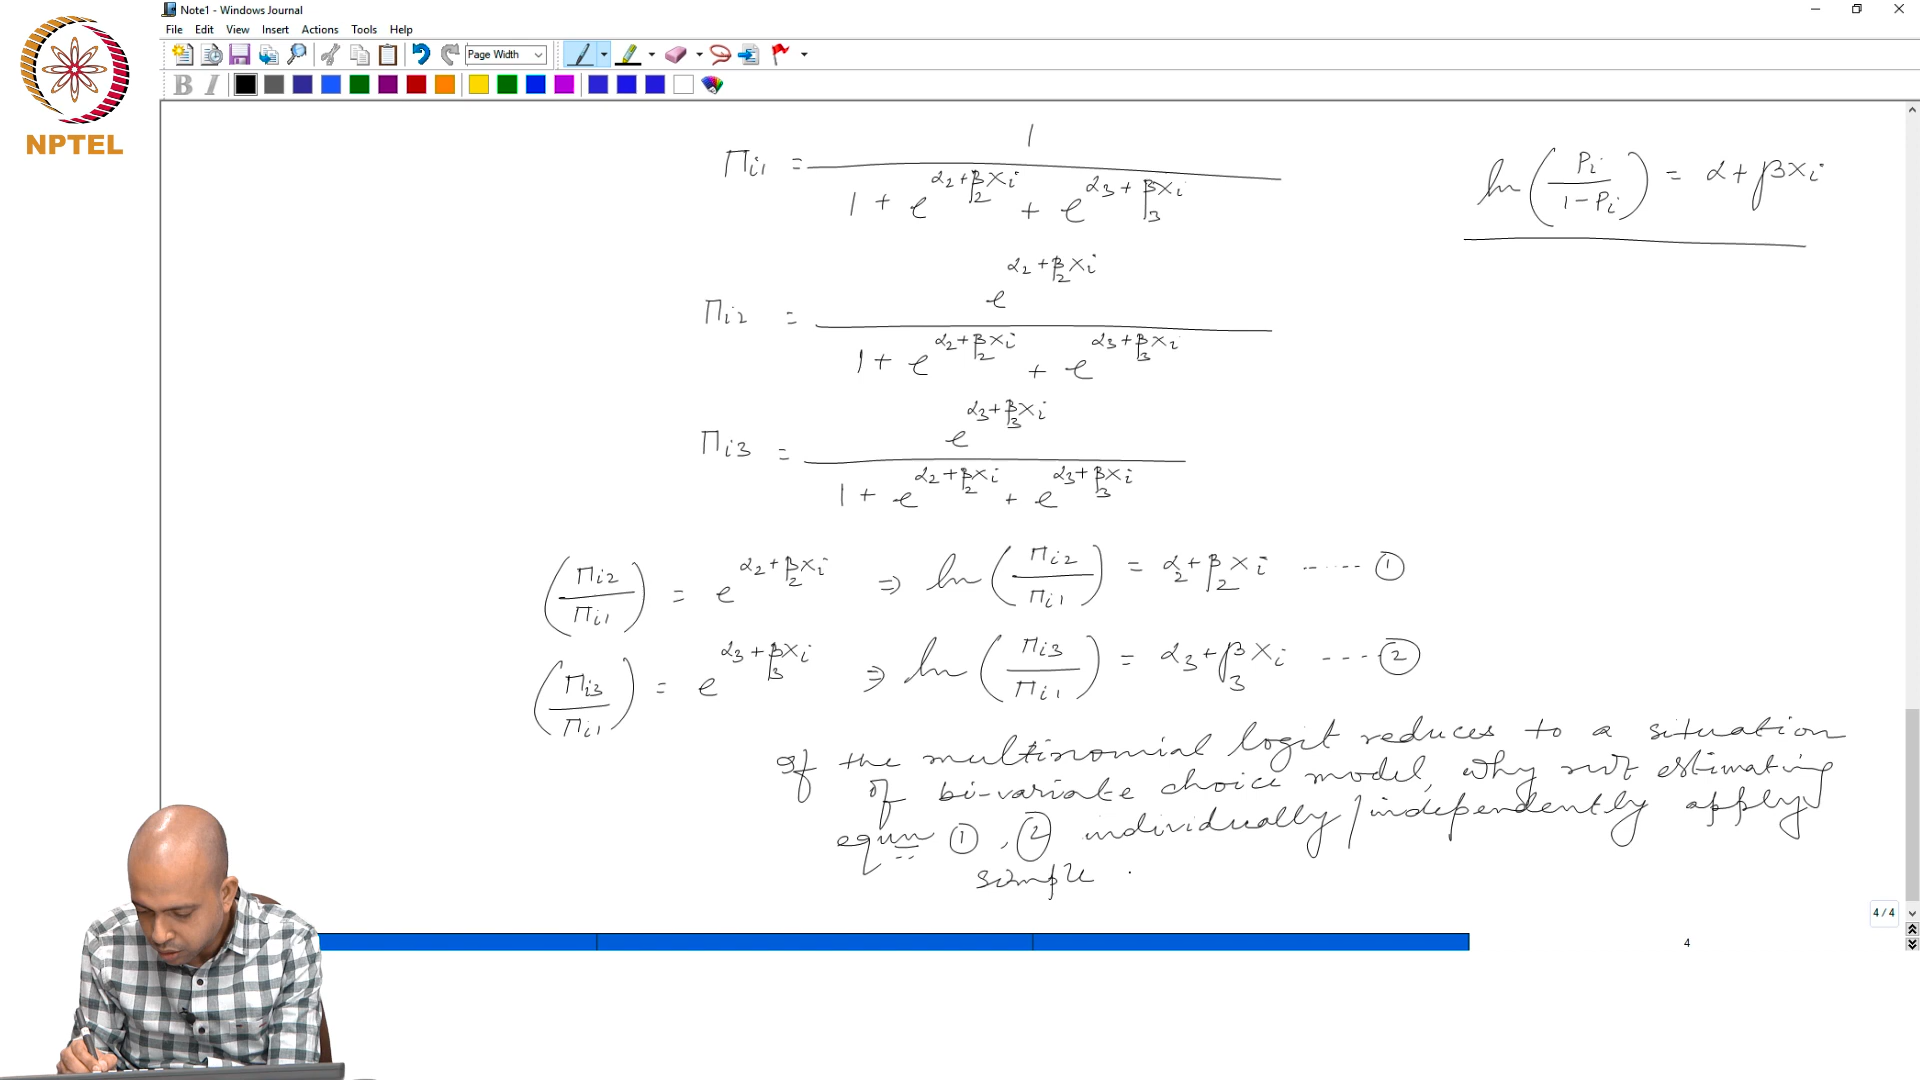 Note1 - Windows Journal
File Edit View Insert Actions Tools Help
Page Width
B I
NPTEL
Πi1 = 1 / (1 + e^(α2+β2Xi) + e^(α3+β3Xi))
ln(Pi / (1-Pi)) = α+βXi
Πi2 = e^(α2+β2Xi) / (1 + e^(α2+β2Xi) + e^(α3+β3Xi))
Πi3 = e^(α3+β3Xi) / (1 + e^(α2+β2Xi) + e^(α3+β3Xi))
(Πi2 / Πi1) = e^(α2+β2Xi) ⇒ ln(Πi2 / Πi1) = α2+β2Xi ------ ①
(Πi3 / Πi1) = e^(α3+β3Xi) ⇒ ln(Πi3 / Πi1) = α3+β3Xi ---- ②
If the multinomial logit reduces to a situation
of bi-variate choice model, why not estimating
equn ①, ② individually/independently apply
simple
4/4
4